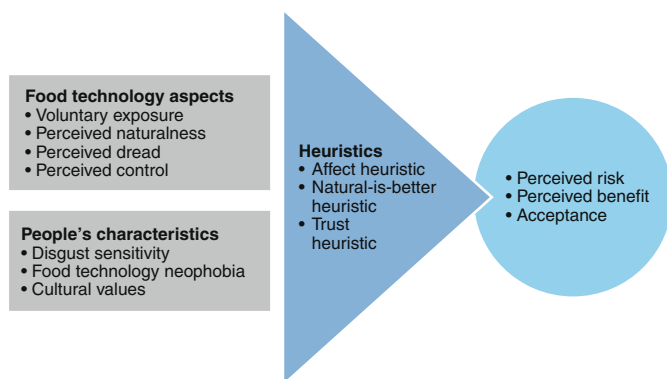 Food technology aspects
• Voluntary exposure
• Perceived naturalness
• Perceived dread
• Perceived control
People’s characteristics
• Disgust sensitivity
• Food technology neophobia
• Cultural values
Heuristics
• Affect heuristic
• Natural-is-better
heuristic
• Trust
heuristic
• Perceived risk
• Perceived benefit
• Acceptance